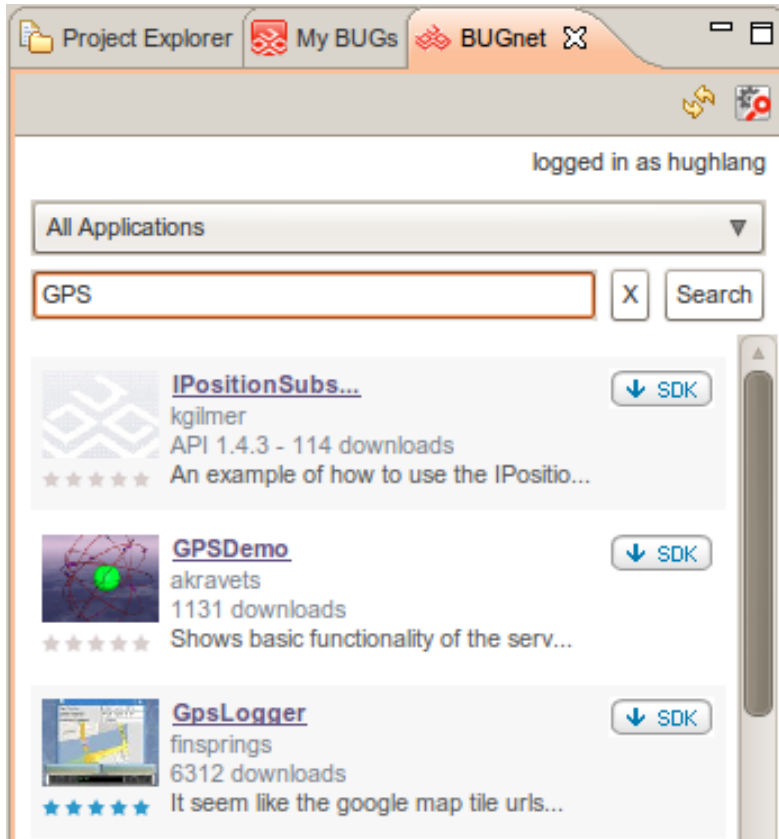 Project Explorer My BUGs BUGnet
logged in as hughlang
All Applications
GPS X Search
IPositionSubs... SDK
kgilmer
API 1.4.3 - 114 downloads
An example of how to use the IPositio...
GPSDemo SDK
akravets
1131 downloads
Shows basic functionality of the serv...
GpsLogger SDK
finsprings
6312 downloads
It seem like the google map tile urls...